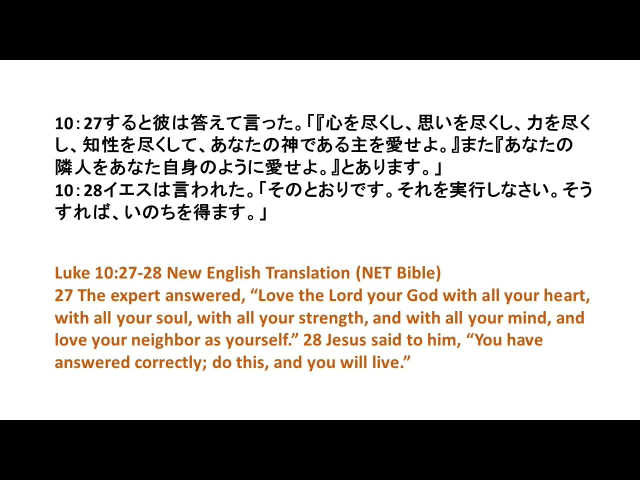 10：27すると彼は答えて言った。「『心を尽くし、思いを尽くし、力を尽く
し、知性を尽くして、あなたの神である主を愛せよ。』また『あなたの
隣人をあなた自身のように愛せよ。』とあります。」
10：28イエスは言われた。「そのとおりです。それを実行しなさい。そう
すれば、いのちを得ます。」
Luke 10:27-28 New English Translation (NET Bible)
27 The expert answered, “Love the Lord your God with all your heart,
with all your soul, with all your strength, and with all your mind, and
love your neighbor as yourself.” 28 Jesus said to him, “You have
answered correctly; do this, and you will live.”